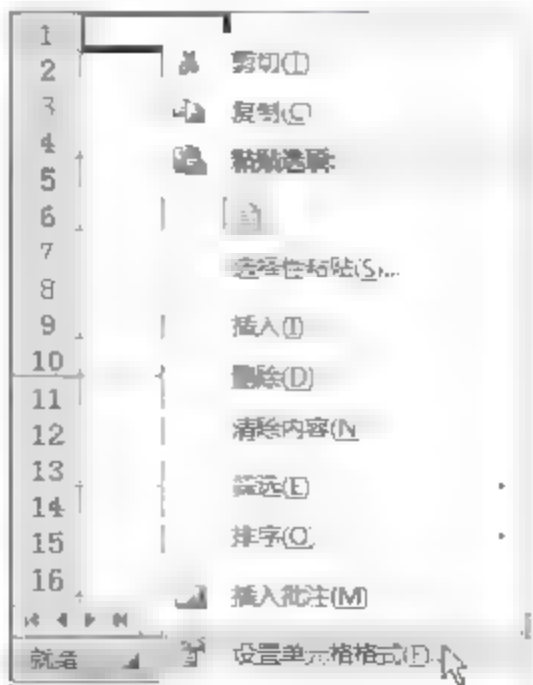 1
2
剪切(T)
3
复制(C)
4
粘贴选项:
5
6
7
选择性粘贴(S)...
8
9
插入(I)
10
删除(D)
11
12
清除内容(N
13
筛选(E)
14
15
排字(O)
16
插入批注(M)
就绪
设置单元格格式(F)...